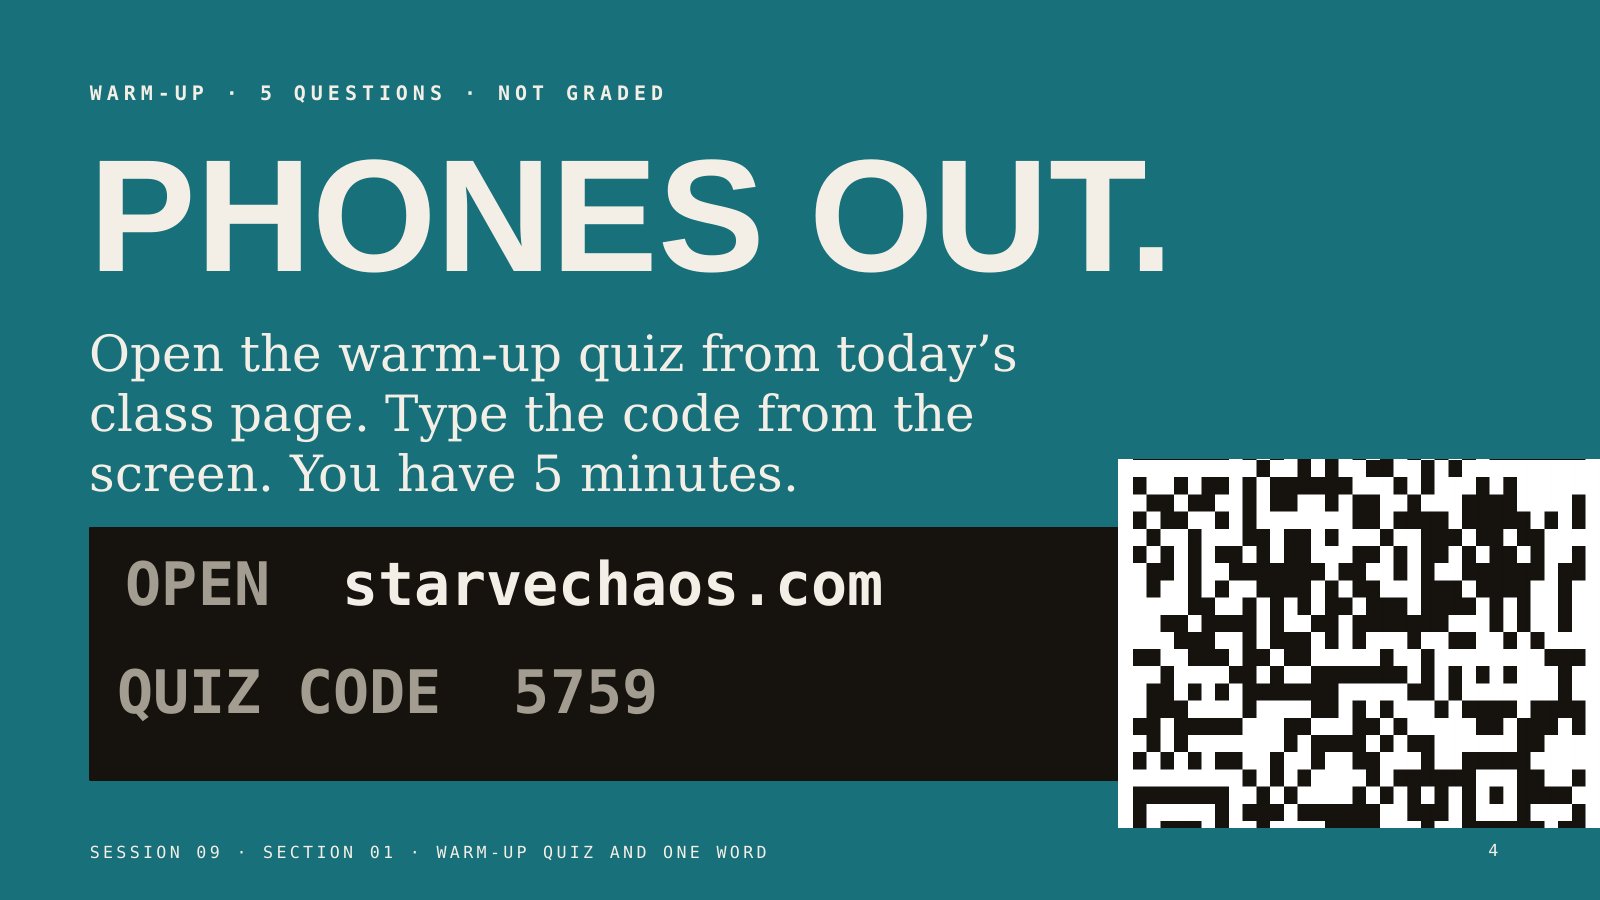 WARM-UP · 5 QUESTIONS · NOT GRADED
PHONES OUT.
Open the warm-up quiz from today’s
class page. Type the code from the
screen. You have 5 minutes.
OPEN starvechaos.com
QUIZ CODE 5759
SESSION 09 · SECTION 01 · WARM-UP QUIZ AND ONE WORD
4